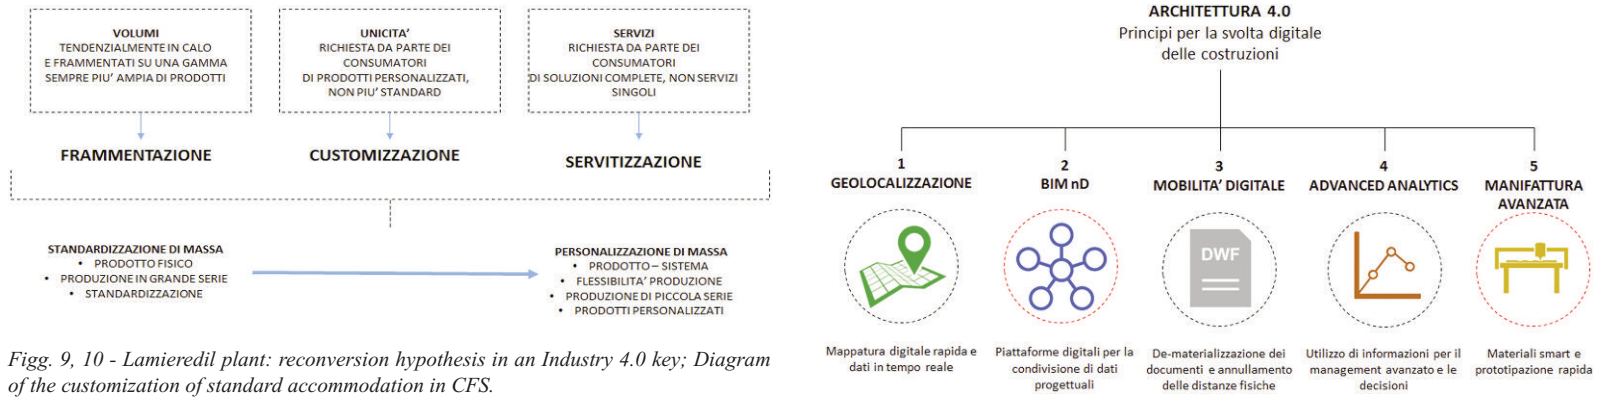 VOLUMI
TENDENZIALMENTE IN CALO
E FRAMMENTATI SU UNA GAMMA
SEMPRE PIU' AMPIA DI PRODOTTI
FRAMMENTAZIONE
UNICITA'
RICHIESTA DA PARTE DEI
CONSUMATORI
DI PRODOTTI PERSONALIZZATI,
NON PIU' STANDARD
CUSTOMIZZAZIONE
SERVIZI
RICHIESTA DA PARTE DEI
CONSUMATORI
DI SOLUZIONI COMPLETE, NON SERVIZI
SINGOLI
SERVITIZZAZIONE
STANDARDIZZAZIONE DI MASSA
• PRODOTTO FISICO
• PRODUZIONE IN GRANDE SERIE
• STANDARDIZZAZIONE
PERSONALIZZAZIONE DI MASSA
• PRODOTTO – SISTEMA
• FLESSIBILITA' PRODUZIONE
• PRODUZIONE DI PICCOLA SERIE
• PRODOTTI PERSONALIZZATI
Figg. 9, 10 - Lamieredil plant: reconversion hypothesis in an Industry 4.0 key; Diagram
of the customization of standard accommodation in CFS.
ARCHITETTURA 4.0
Principi per la svolta digitale
delle costruzioni
1
GEOLOCALIZZAZIONE
Mappatura digitale rapida e
dati in tempo reale
2
BIM nD
Piattaforme digitali per la
condivisione di dati
progettuali
3
MOBILITA' DIGITALE
DWF
De-materializzazione dei
documenti e annullamento
delle distanze fisiche
4
ADVANCED ANALYTICS
Utilizzo di informazioni per il
management avanzato e le
decisioni
5
MANIFATTURA
AVANZATA
Materiali smart e
prototipazione rapida